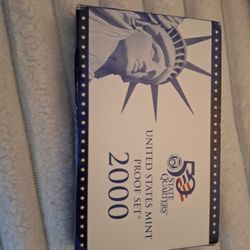 50
STATE
QUARTERS
UNITED STATES MINT
PROOF SET®
2000